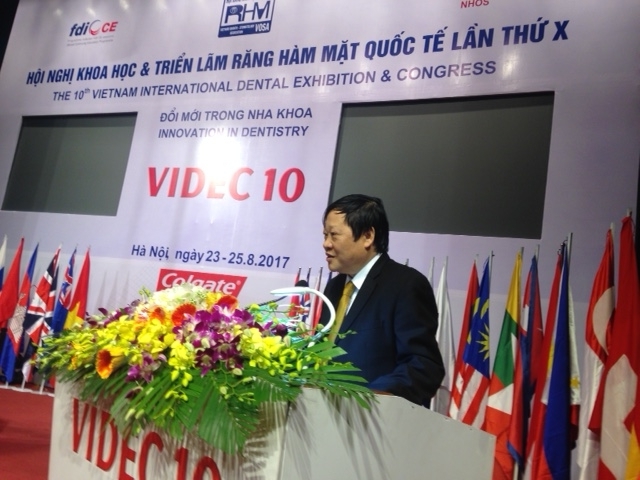 fdi CE
RHM
VOSA
NHOS
HỘI NGHỊ KHOA HỌC & TRIỂN LÃM RĂNG HÀM MẶT QUỐC TẾ LẦN THỨ X
THE 10th VIETNAM INTERNATIONAL DENTAL EXHIBITION & CONGRESS
ĐỔI MỚI TRONG NHA KHOA
INNOVATION IN DENTISTRY
VIDEC 10
Hà Nội, ngày 23 - 25.8.2017
Colgate
VIDEC 10